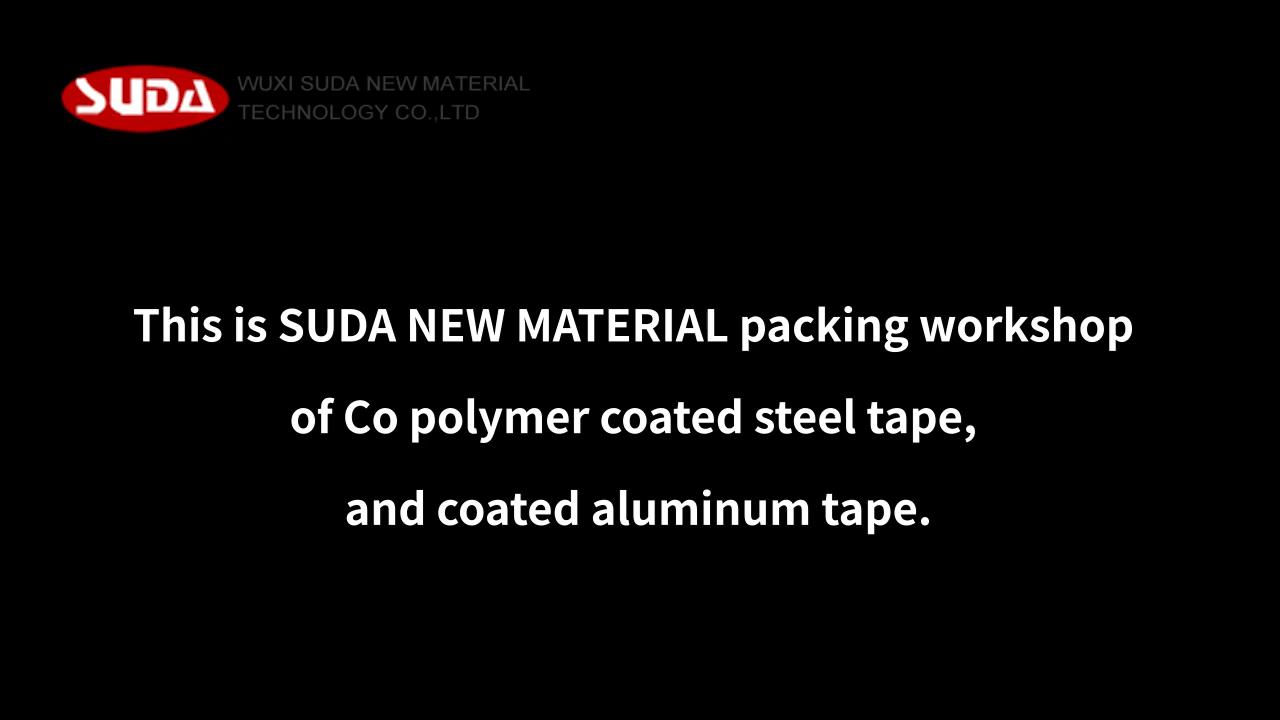 SUDA
WUXI SUDA NEW MATERIAL
TECHNOLOGY CO.,LTD
This is SUDA NEW MATERIAL packing workshop
of Co polymer coated steel tape,
and coated aluminum tape.